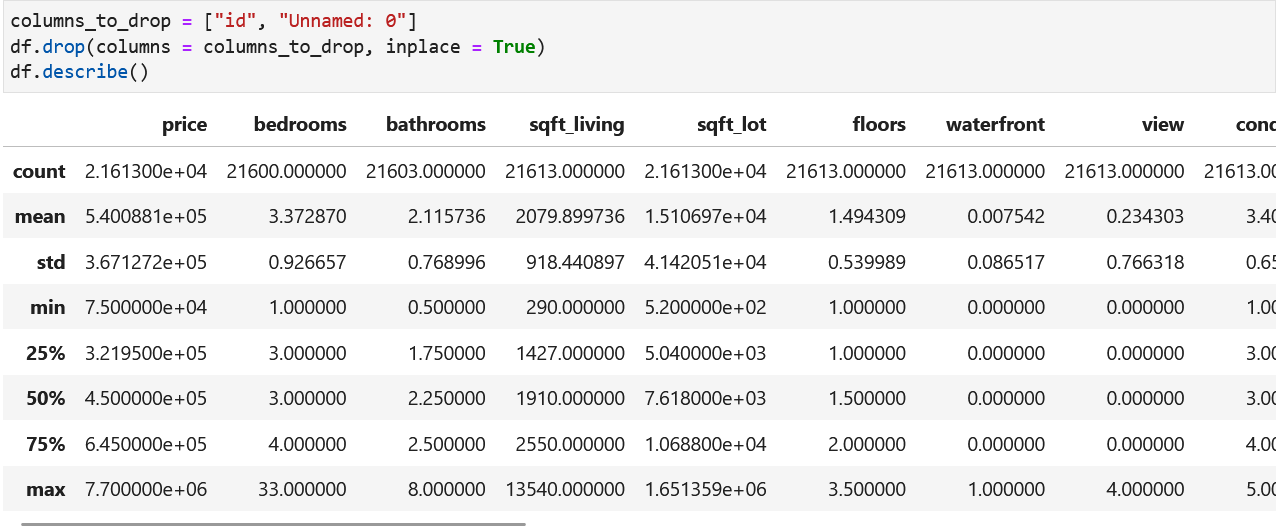 columns_to_drop = ["id", "Unnamed: 0"]
df.drop(columns = columns_to_drop, inplace = True)
df.describe()
price bedrooms bathrooms sqft_living sqft_lot floors waterfront view cond
count 2.161300e+04 21600.000000 21603.000000 21613.000000 2.161300e+04 21613.000000 21613.000000 21613.000000 21613.00
mean 5.400881e+05 3.372870 2.115736 2079.899736 1.510697e+04 1.494309 0.007542 0.234303 3.40
std 3.671272e+05 0.926657 0.768996 918.440897 4.142051e+04 0.539989 0.086517 0.766318 0.65
min 7.500000e+04 1.000000 0.500000 290.000000 5.200000e+02 1.000000 0.000000 0.000000 1.00
25% 3.219500e+05 3.000000 1.750000 1427.000000 5.040000e+03 1.000000 0.000000 0.000000 3.00
50% 4.500000e+05 3.000000 2.250000 1910.000000 7.618000e+03 1.500000 0.000000 0.000000 3.00
75% 6.450000e+05 4.000000 2.500000 2550.000000 1.068800e+04 2.000000 0.000000 0.000000 4.00
max 7.700000e+06 33.000000 8.000000 13540.000000 1.651359e+06 3.500000 1.000000 4.000000 5.00